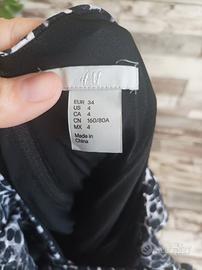 H&M
EUR 34
US 4
CA 4
CN 160/80A
MX 4
Made in
China